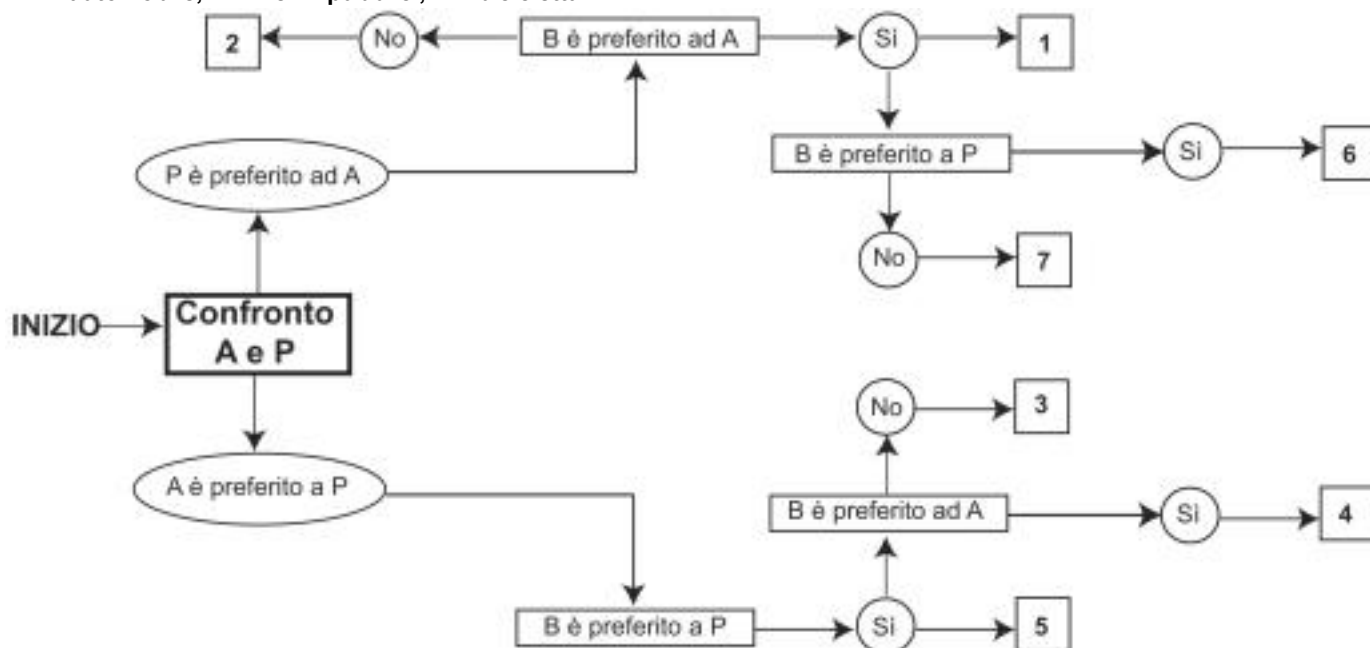 2
No
B è preferito ad A
Si
1
B è preferito a P
Si
6
P è preferito ad A
No
7
INIZIO
Confronto
A e P
No
3
A è preferito a P
B è preferito ad A
Sì
4
B è preferito a P
Si
5